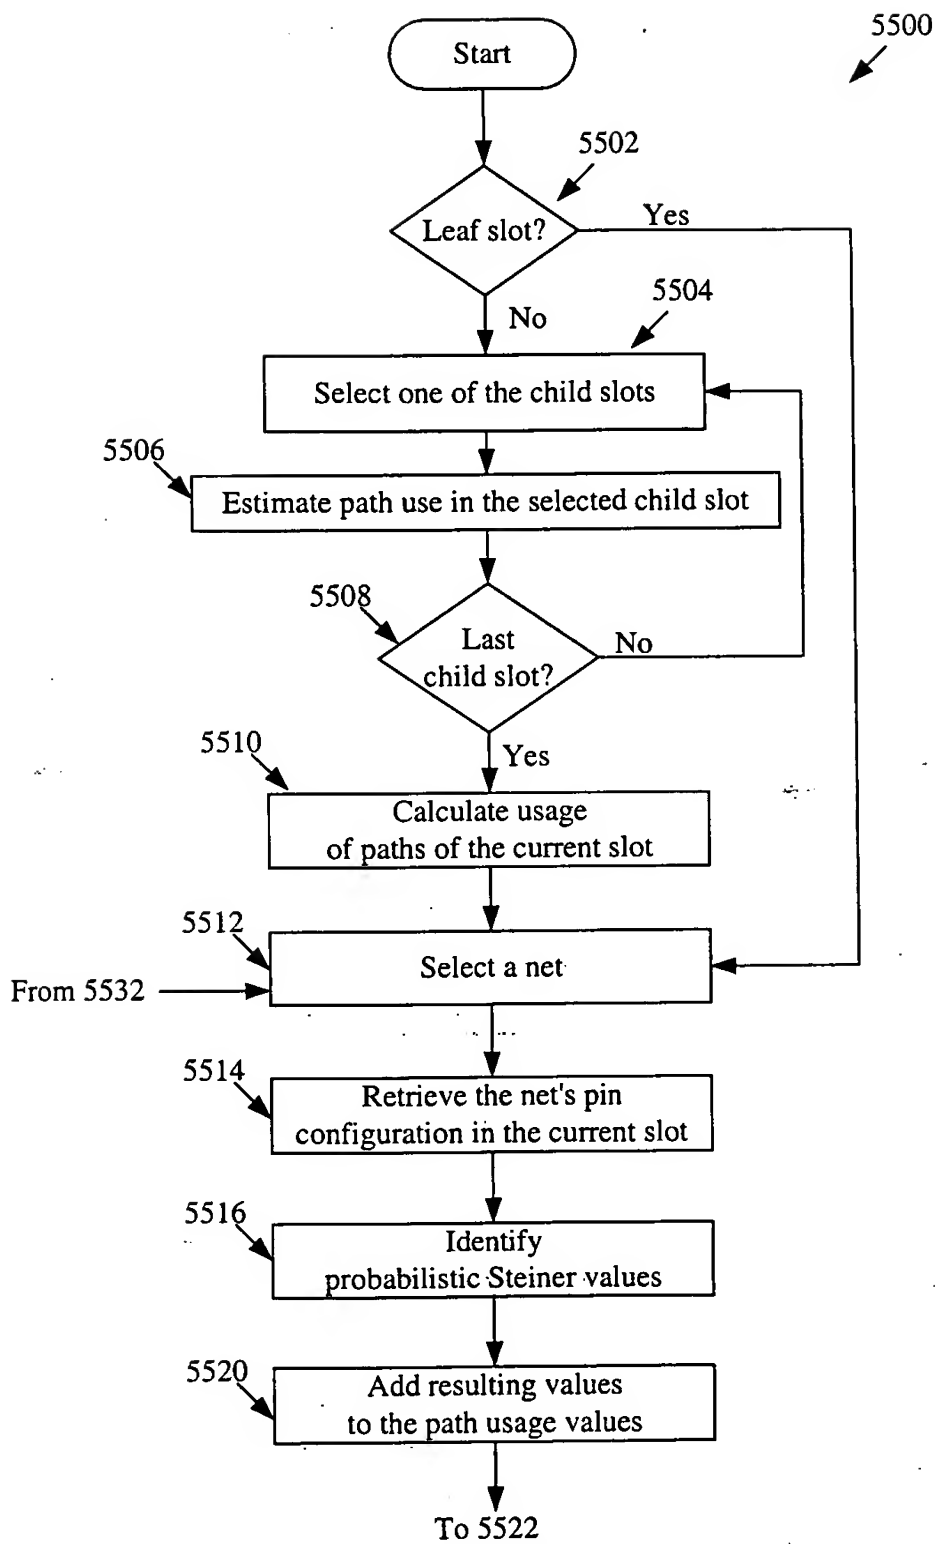 5500
Start
5502
Leaf slot?
Yes
No
5504
Select one of the child slots
5506
Estimate path use in the selected child slot
5508
Last
child slot?
No
Yes
5510
Calculate usage
of paths of the current slot
5512
Select a net
From 5532
5514
Retrieve the net's pin
configuration in the current slot
5516
Identify
probabilistic Steiner values
5520
Add resulting values
to the path usage values
To 5522